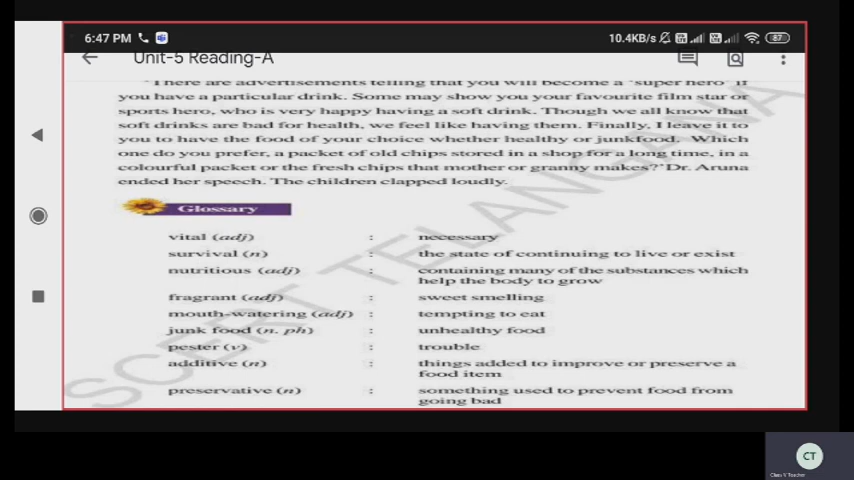 6:47 PM
10.4KB/s
87
Unit-5 Reading-A
"There are advertisements telling that you will become a 'super hero' if
you have a particular drink. Some may show you your favourite film star or
sports hero, who is very happy having a soft drink. Though we all know that
soft drinks are bad for health, we feel like having them. Finally, I leave it to
you to have the food of your choice whether healthy or junkfood. Which
one do you prefer, a packet of old chips stored in a shop for a long time, in a
colourful packet or the fresh chips that mother or granny makes?" Dr. Aruna
ended her speech. The children clapped loudly.
Glossary
vital (adj) : necessary
survival (n) : the state of continuing to live or exist
nutritious (adj) : containing many of the substances which
help the body to grow
fragrant (adj) : sweet smelling
mouth-watering (adj) : tempting to eat
junk food (n. ph) : unhealthy food
pester (v) : trouble
additive (n) : things added to improve or preserve a
food item
preservative (n) : something used to prevent food from
going bad
SCERT TELANGANA
CT
Class V Teacher